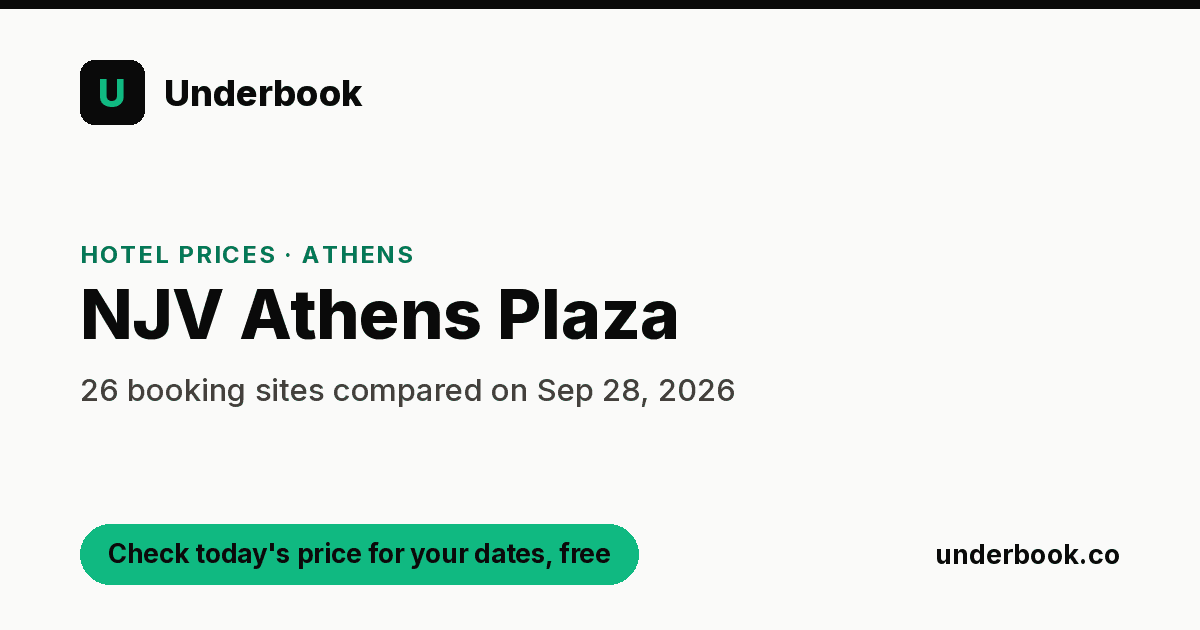 U
Underbook
HOTEL PRICES · ATHENS
NJV Athens Plaza
26 booking sites compared on Sep 28, 2026
Check today's price for your dates, free
underbook.co